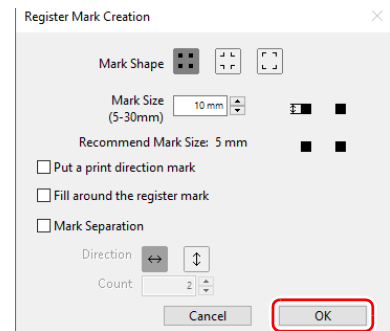 Register Mark Creation
Mark Shape
Mark Size
(5-30mm)
10 mm
Recommend Mark Size: 5 mm
Put a print direction mark
Fill around the register mark
Mark Separation
Direction
Count
2
Cancel
OK